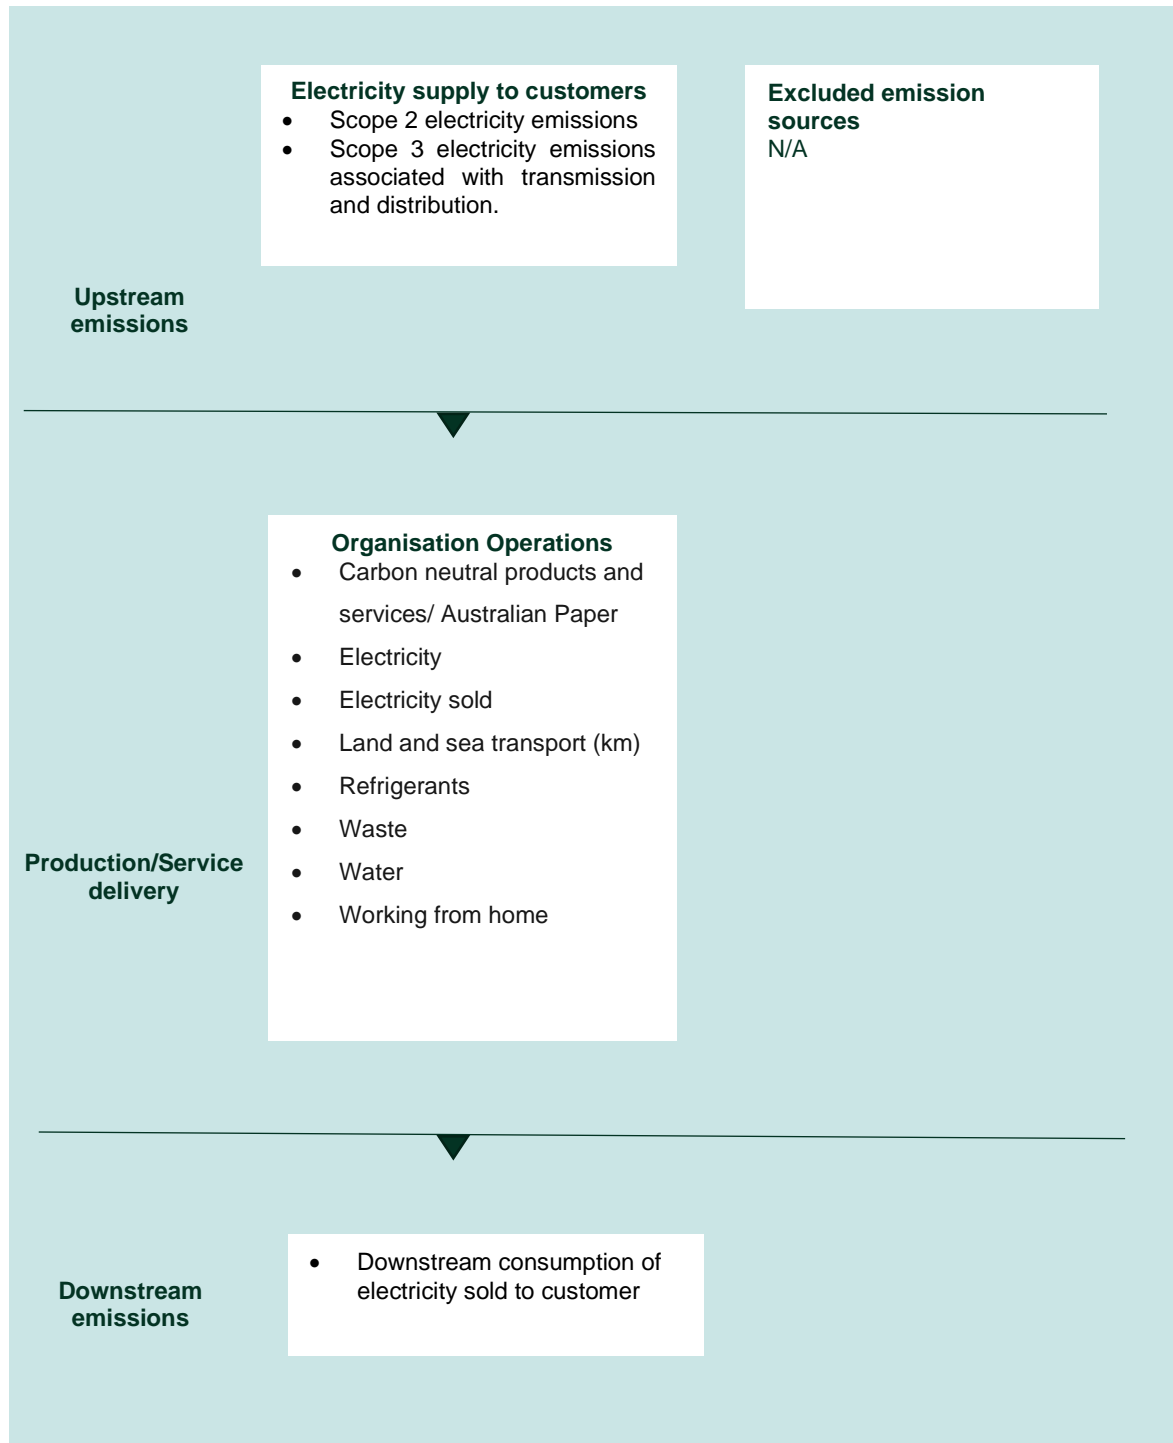 Electricity supply to customers
• Scope 2 electricity emissions
• Scope 3 electricity emissions
associated with transmission
and distribution.
Excluded emission
sources
N/A
Upstream
emissions
Organisation Operations
• Carbon neutral products and
services/ Australian Paper
• Electricity
• Electricity sold
• Land and sea transport (km)
• Refrigerants
• Waste
• Water
• Working from home
Production/Service
delivery
• Downstream consumption of
electricity sold to customer
Downstream
emissions